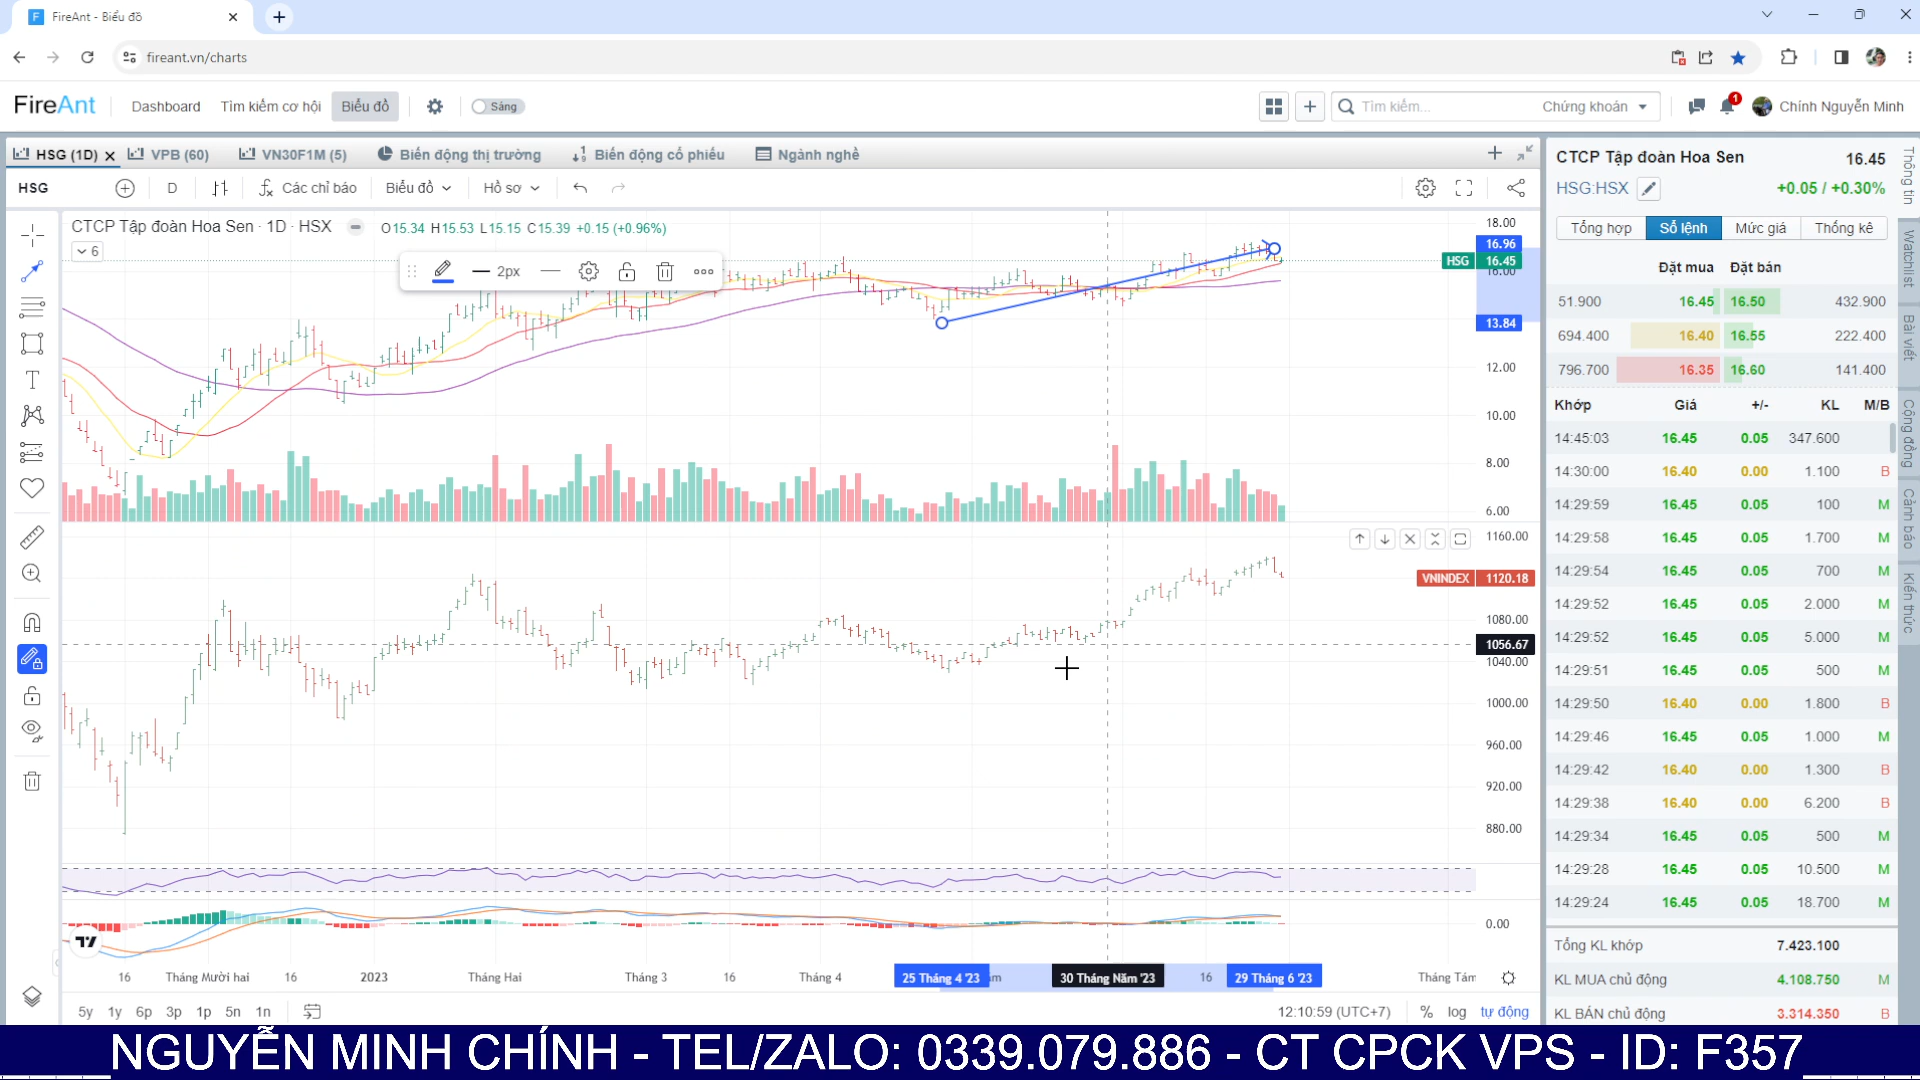 FireAnt - Biểu đồ
fireant.vn/charts
FireAnt Dashboard Tìm kiếm cơ hội Biểu đồ Sáng Tìm kiếm... Chứng khoán 1 Chính Nguyễn Minh
HSG (1D) VPB (60) VN30F1M (5) Biến động thị trường Biến động cổ phiếu Ngành nghề
HSG D Các chỉ báo Biểu đồ Hồ sơ
CTCP Tập đoàn Hoa Sen · 1D · HSX O15.34 H15.53 L15.15 C15.39 +0.15 (+0.96%)
6
2px
18.00
16.96
HSG 16.45
16.00
13.84
12.00
10.00
8.00
6.00
1160.00
VNINDEX 1120.18
1080.00
1056.67
1040.00
1000.00
960.00
920.00
880.00
0.00
16 Tháng Mười hai 16 2023 Tháng Hai Tháng 3 16 Tháng 4 25 Tháng 4 '23 30 Tháng Năm '23 16 29 Tháng 6 '23 Tháng Tám
5y 1y 6p 3p 1p 5n 1n 12:10:59 (UTC+7) % log tự động
CTCP Tập đoàn Hoa Sen 16.45
HSG:HSX +0.05 / +0.30%
Tổng hợp Sổ lệnh Mức giá Thống kê
Đặt mua Đặt bán
51.900 16.45 16.50 432.900
694.400 16.40 16.55 222.400
796.700 16.35 16.60 141.400
Khớp Giá +/- KL M/B
14:45:03 16.45 0.05 347.600
14:30:00 16.40 0.00 1.100 B
14:29:59 16.45 0.05 100 M
14:29:58 16.45 0.05 1.700 M
14:29:54 16.45 0.05 700 M
14:29:52 16.45 0.05 2.000 M
14:29:52 16.45 0.05 5.000 M
14:29:51 16.45 0.05 500 M
14:29:50 16.40 0.00 1.800 B
14:29:46 16.45 0.05 1.000 M
14:29:42 16.40 0.00 1.300 B
14:29:38 16.40 0.00 6.200 B
14:29:34 16.45 0.05 500 M
14:29:28 16.45 0.05 10.500 M
14:29:24 16.45 0.05 18.700 M
Tổng KL khớp 7.423.100
KL MUA chủ động 4.108.750 M
KL BÁN chủ động 3.314.350 B
Thông tin
Watchlist
Bài viết
Cộng đồng
Cảnh báo
Kiến thức
NGUYỄN MINH CHÍNH - TEL/ZALO: 0339.079.886 - CT CPCK VPS - ID: F357